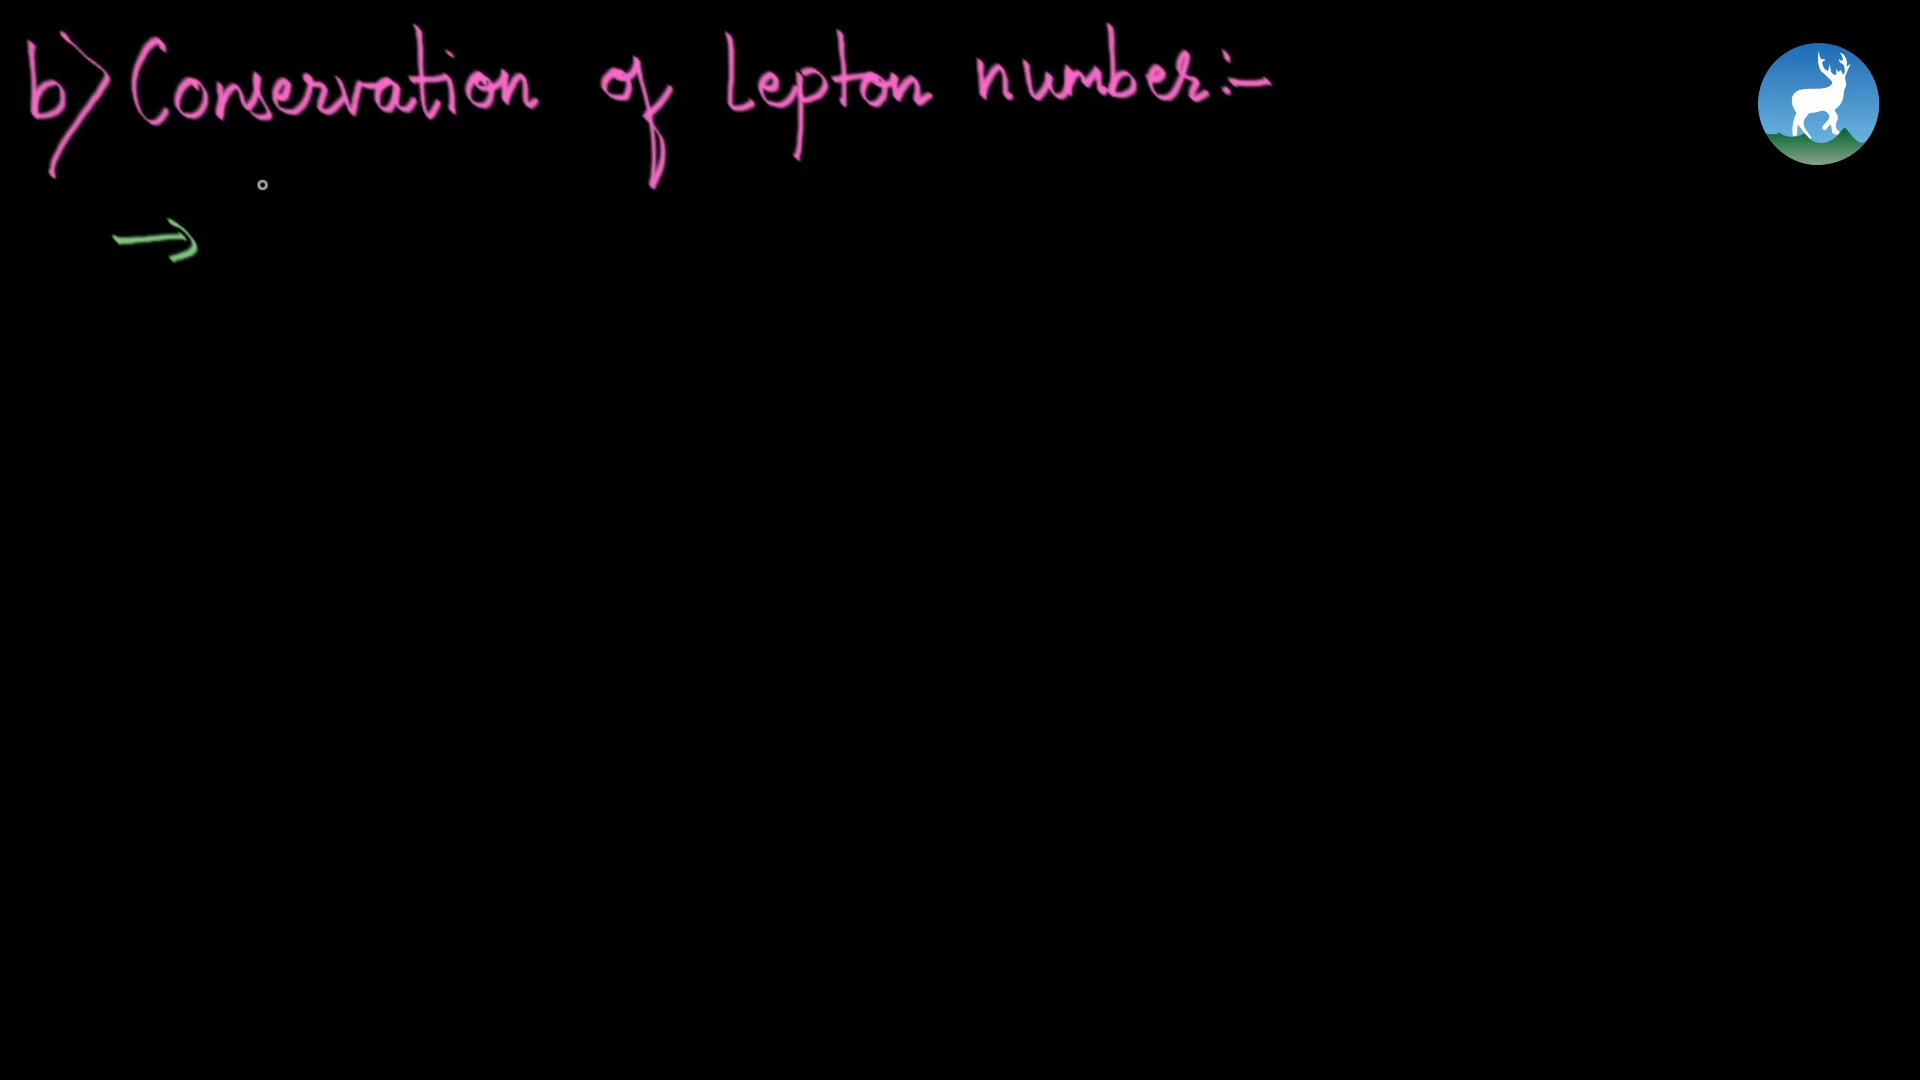 b) Conservation of Lepton number:-
→